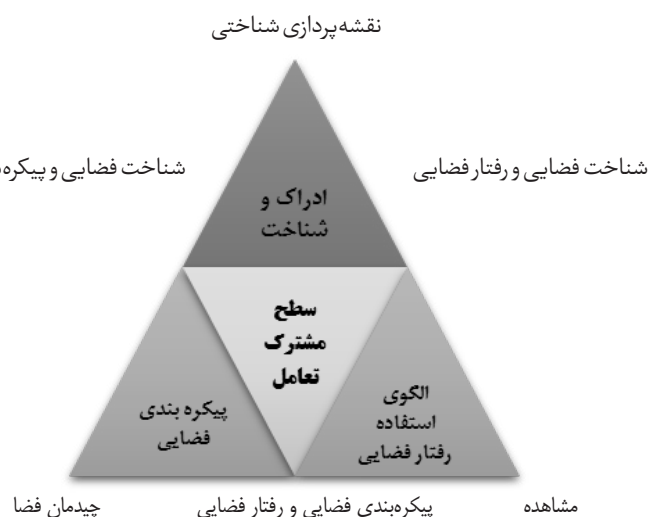 نقشه‌پردازی شناختی
شناخت فضایی و رفتار فضایی
شناخت فضایی و
ادراک و
شناخت
سطح
مشترک
تعامل
الگوی
استفاده
رفتار فضایی
پیکره بندی
فضایی
مشاهده
پیکره‌بندی فضایی و رفتار فضایی
چیدمان فضا